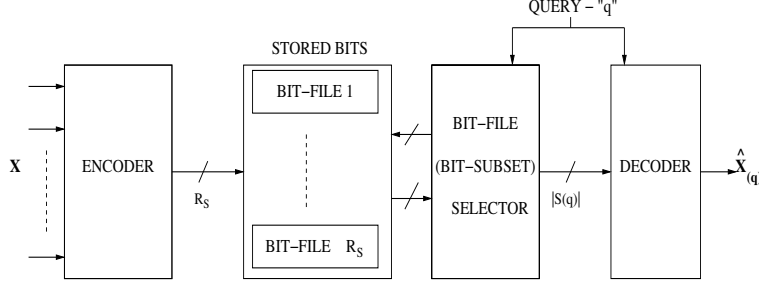 QUERY − "q"
STORED BITS
BIT−FILE 1
BIT−FILE
X
ENCODER
(BIT−SUBSET)
DECODER
X̂(q)
R_S
|S(q)|
SELECTOR
BIT−FILE R_S